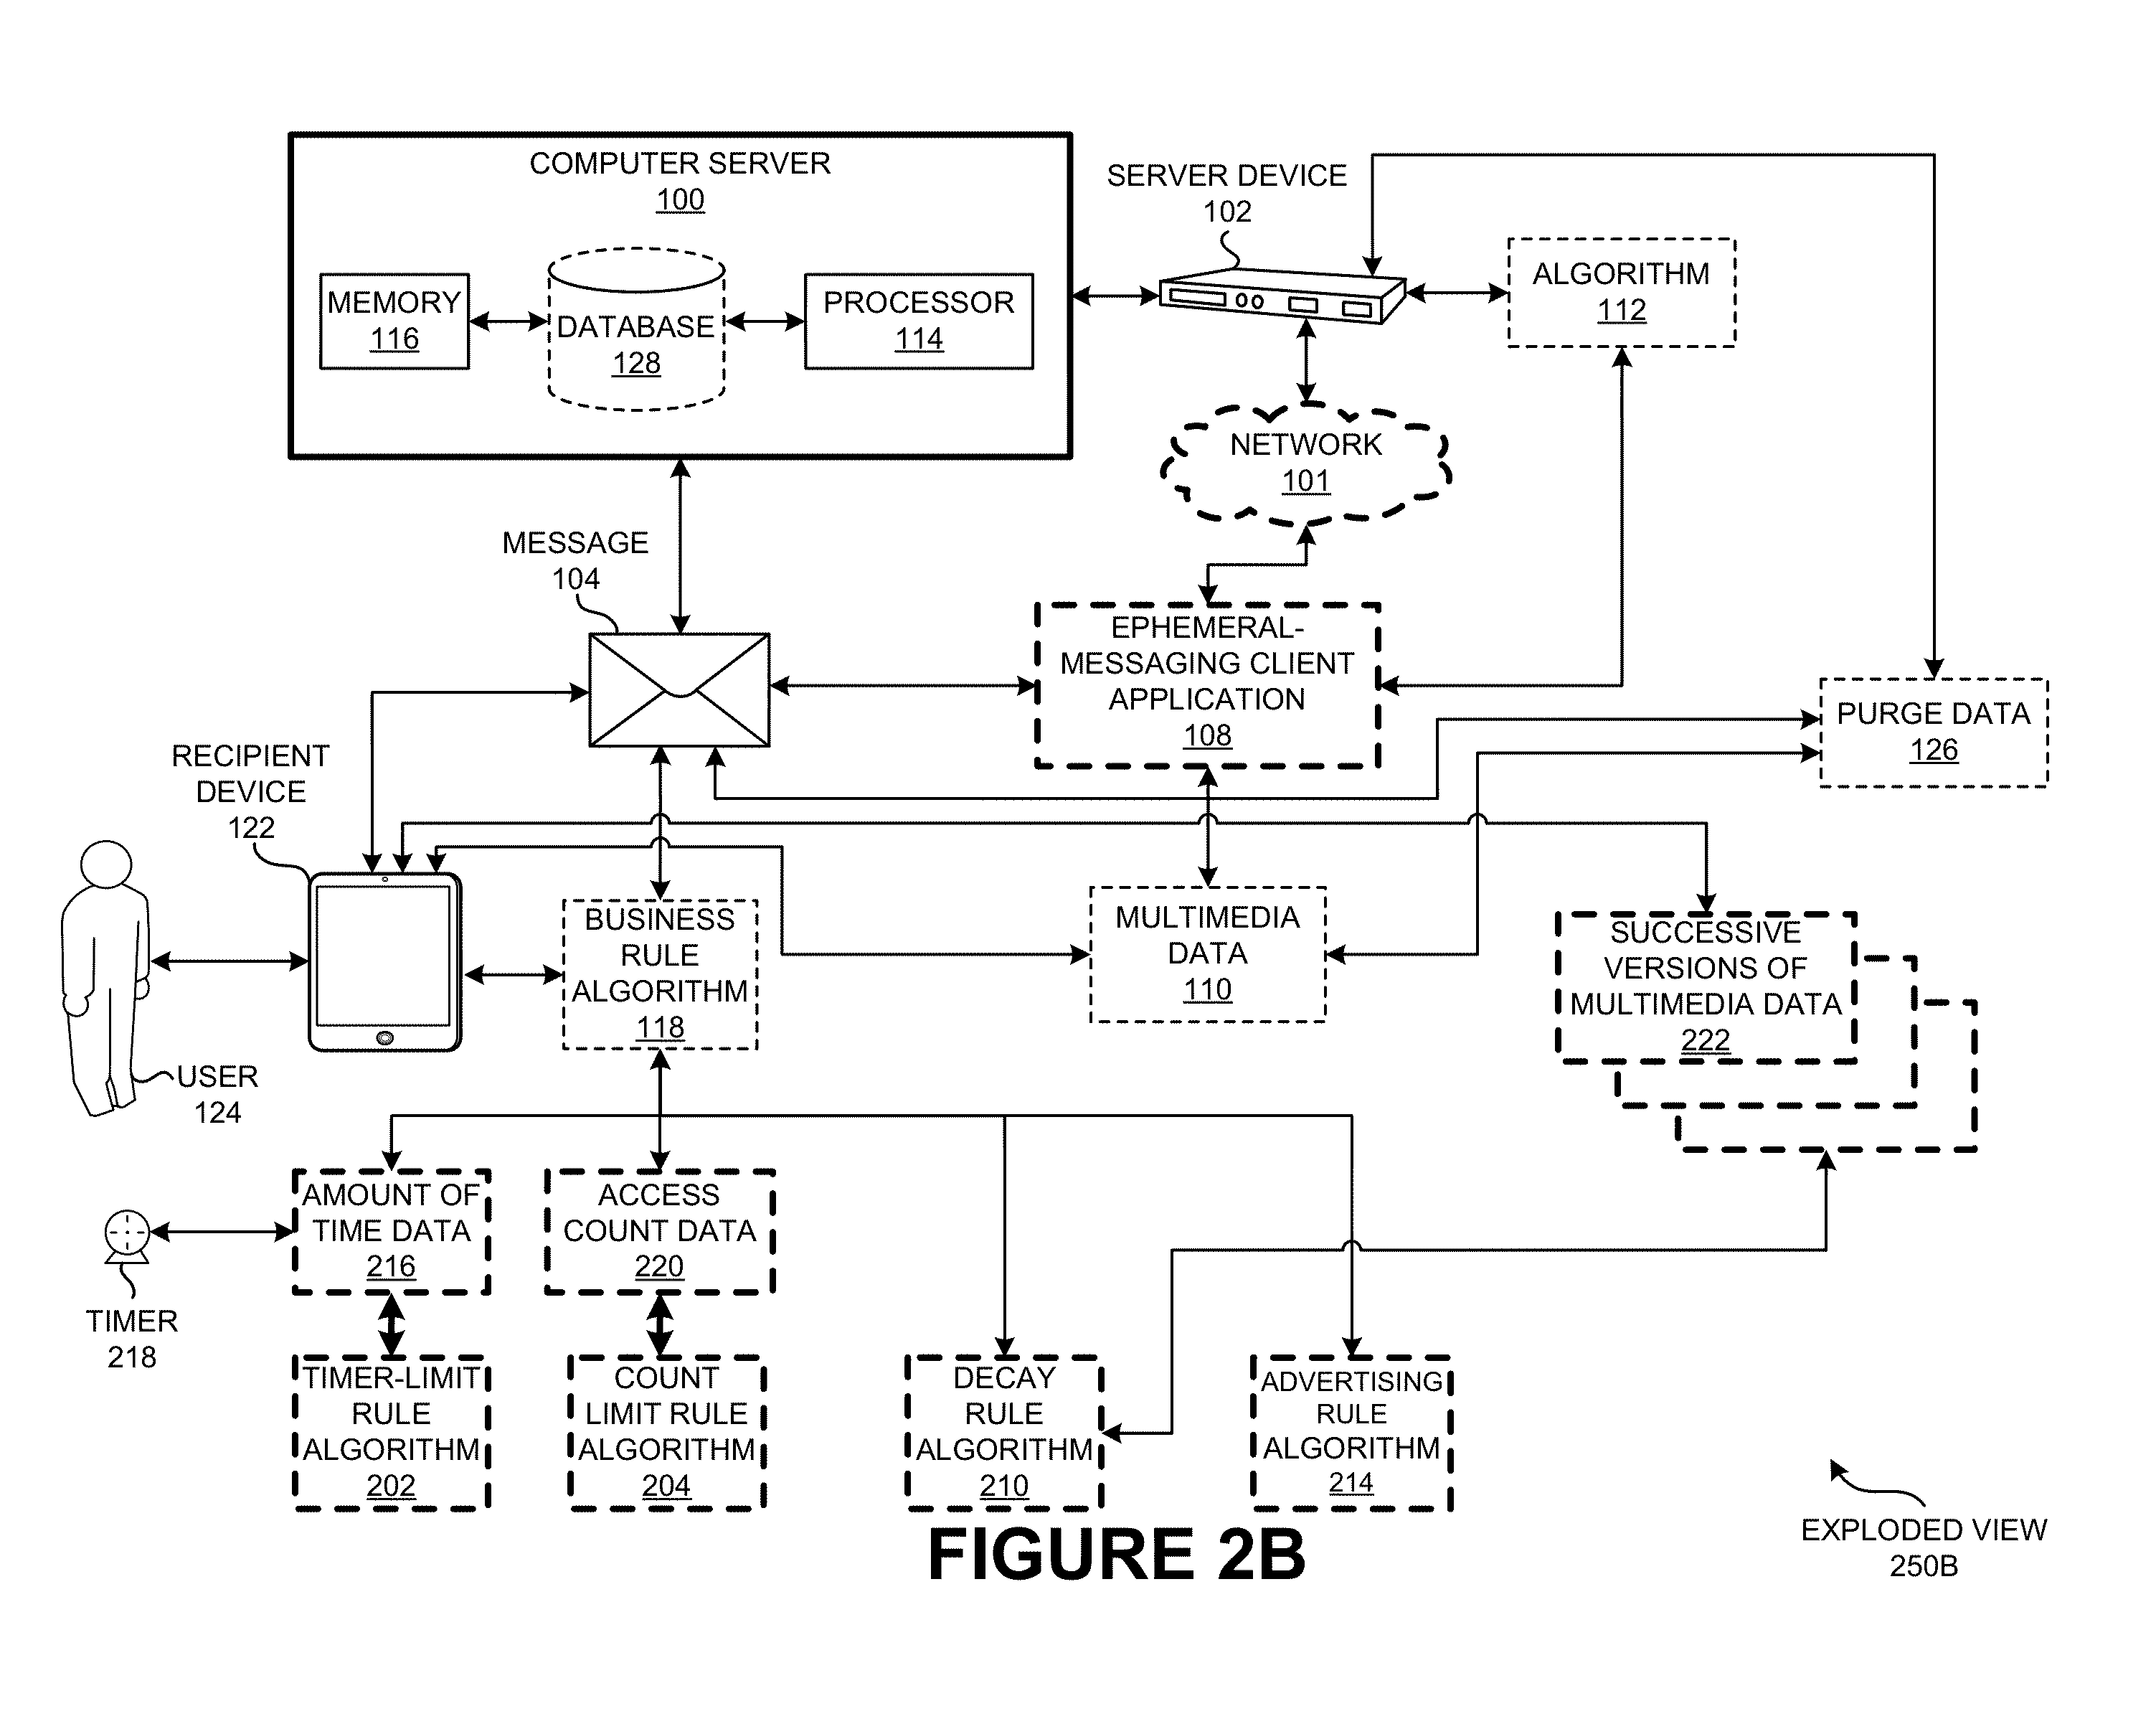 COMPUTER SERVER
100
MEMORY
116
DATABASE
128
PROCESSOR
114
SERVER DEVICE
102
ALGORITHM
112
NETWORK
101
MESSAGE
104
EPHEMERAL-
MESSAGING CLIENT
APPLICATION
108
PURGE DATA
126
RECIPIENT
DEVICE
122
BUSINESS
RULE
ALGORITHM
118
MULTIMEDIA
DATA
110
SUCCESSIVE
VERSIONS OF
MULTIMEDIA DATA
222
USER
124
AMOUNT OF
TIME DATA
216
ACCESS
COUNT DATA
220
TIMER
218
TIMER-LIMIT
RULE
ALGORITHM
202
COUNT
LIMIT RULE
ALGORITHM
204
DECAY
RULE
ALGORITHM
210
ADVERTISING
RULE
ALGORITHM
214
EXPLODED VIEW
250B
FIGURE 2B